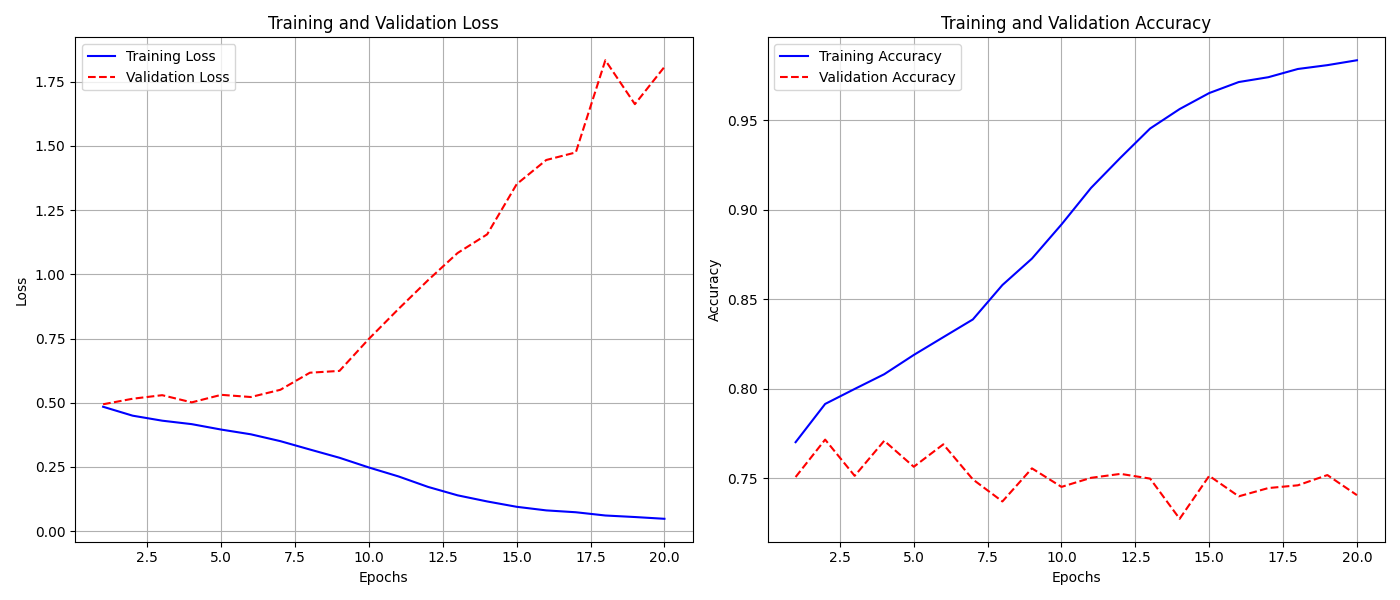 Training and Validation Loss
Training Loss
Validation Loss
1.75
1.50
1.25
1.00
0.75
0.50
0.25
0.00
Loss
2.5 5.0 7.5 10.0 12.5 15.0 17.5 20.0
Epochs
Training and Validation Accuracy
Training Accuracy
Validation Accuracy
0.95
0.90
0.85
0.80
0.75
Accuracy
2.5 5.0 7.5 10.0 12.5 15.0 17.5 20.0
Epochs